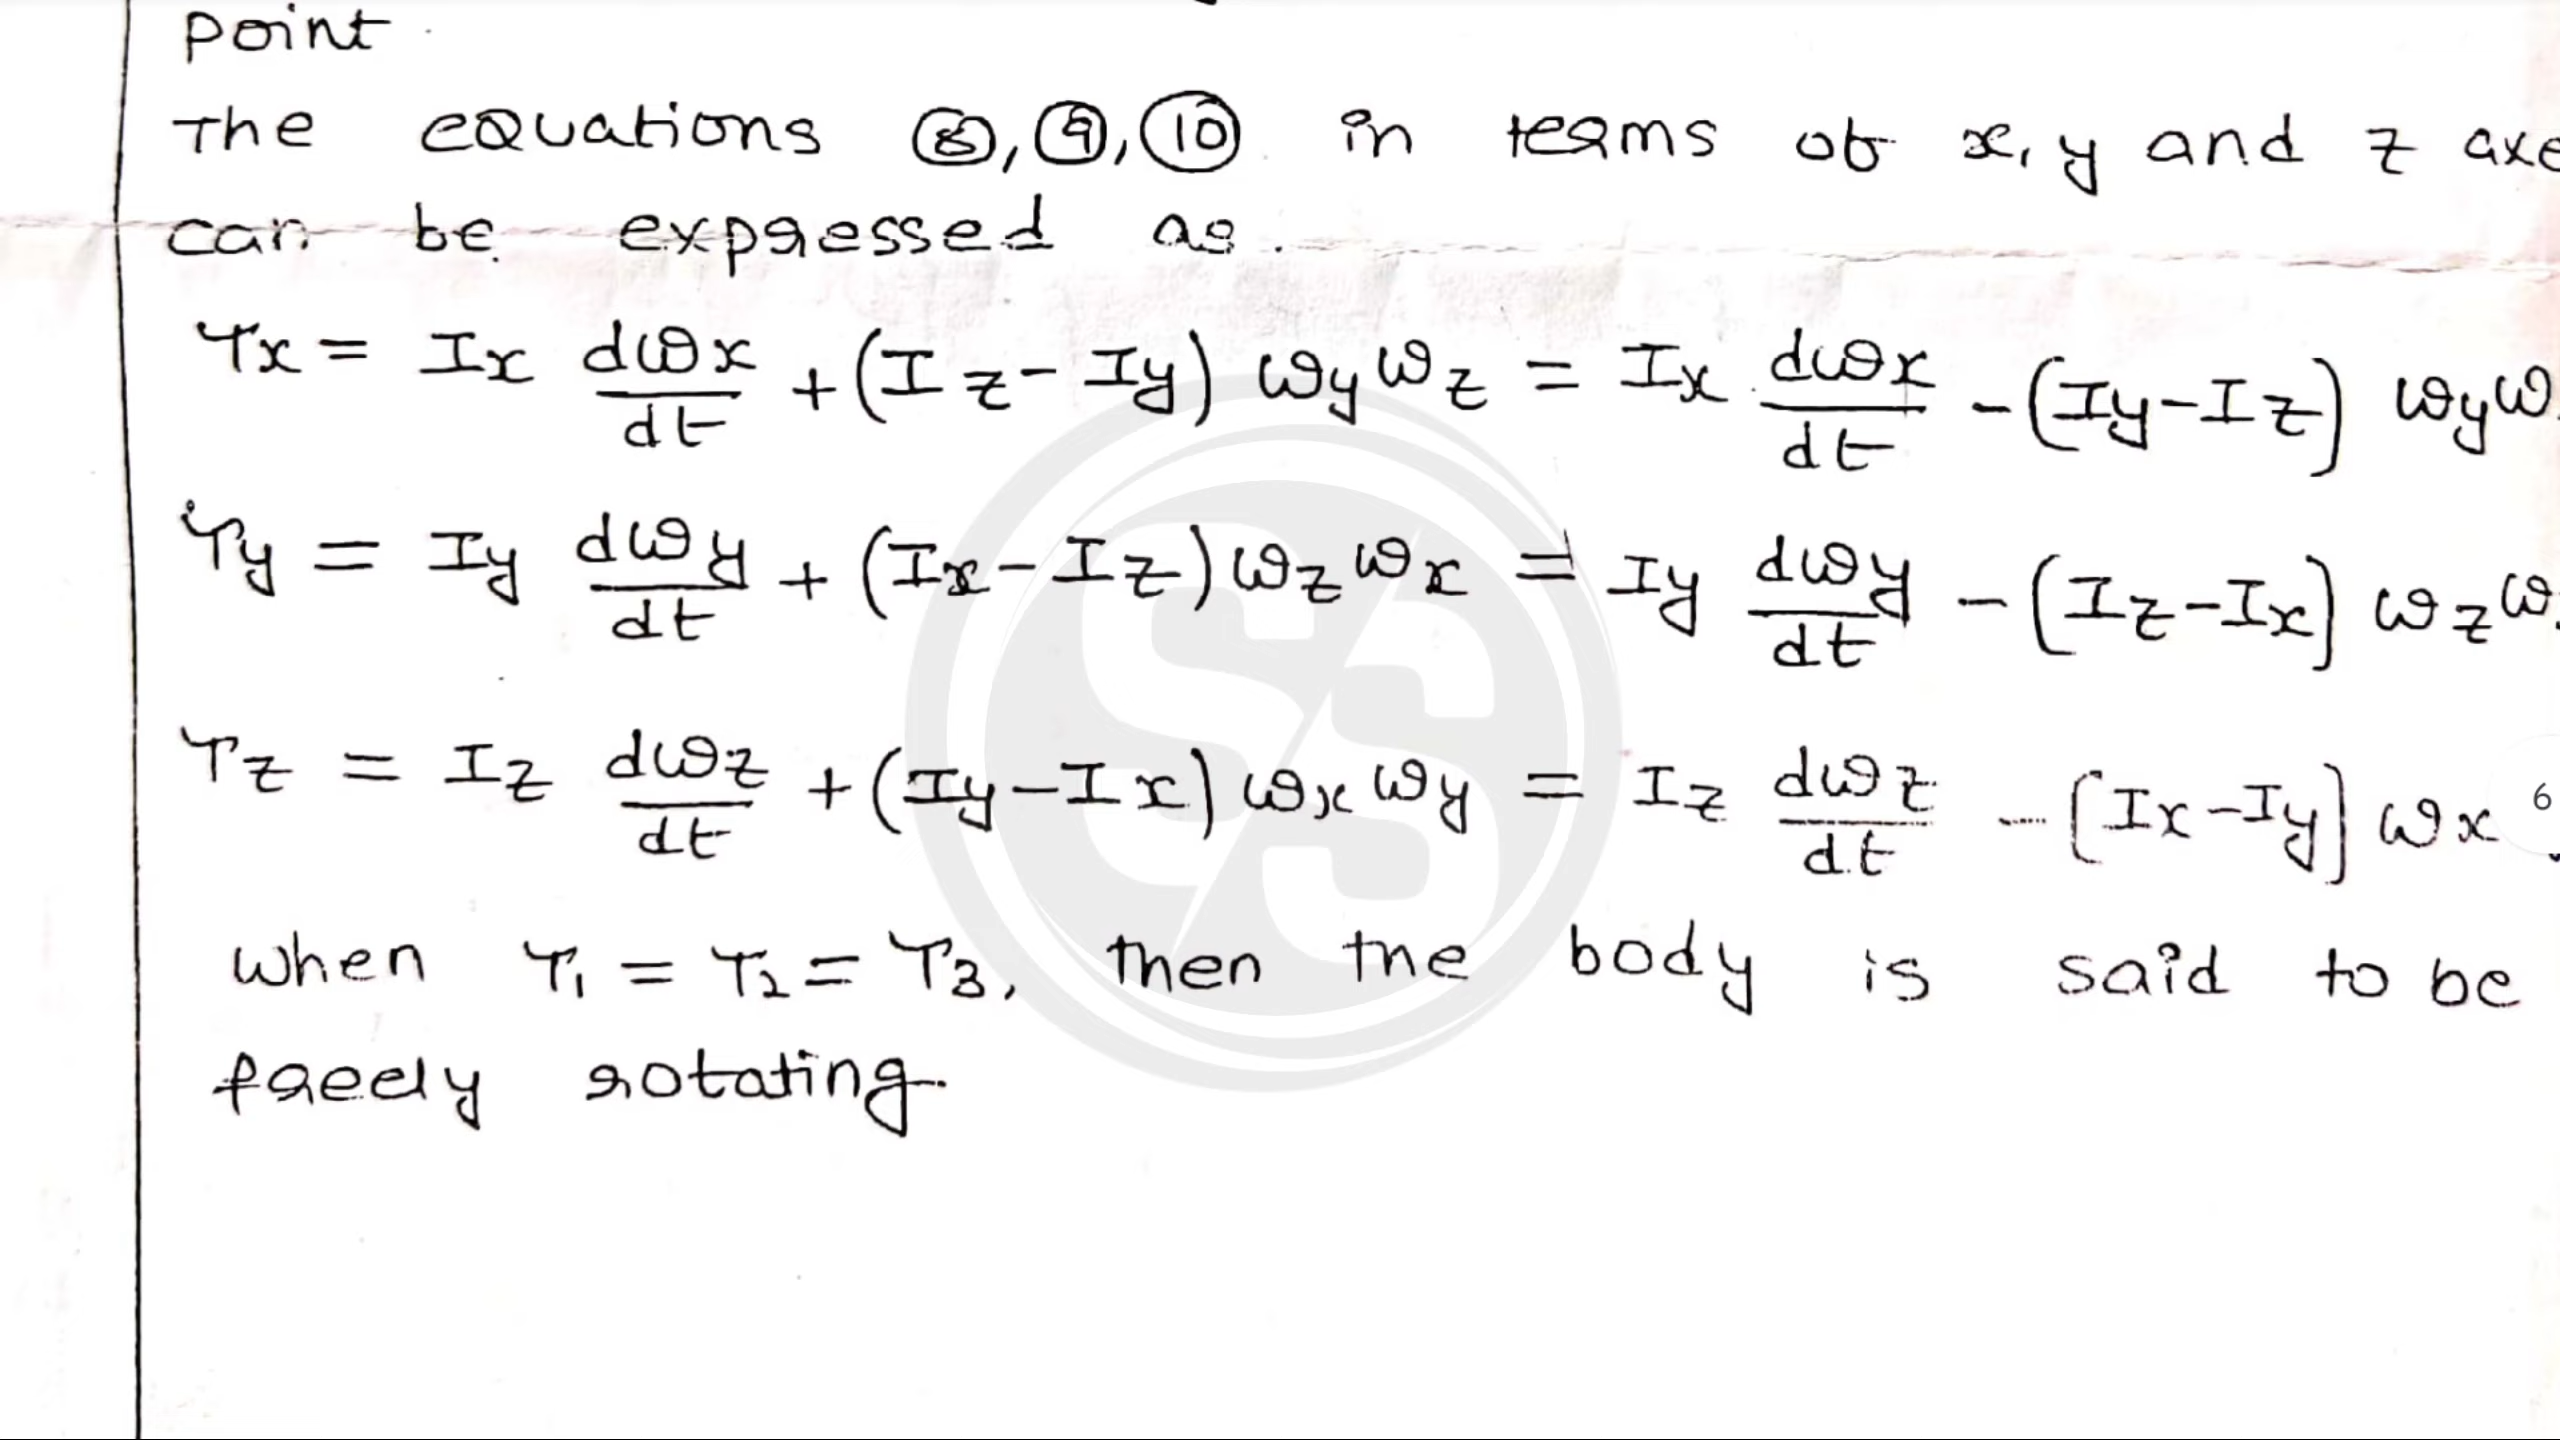 point
The equations ⑧, ⑨, ⑩ in terms of x, y and z axe
can be expressed as.
τx = Ix dωx/dt + (Iz - Iy) ωy ωz = Ix dωx/dt - (Iy - Iz) ωy ω
τy = Iy dωy/dt + (Ix - Iz) ωz ωx = Iy dωy/dt - (Iz - Ix) ωz ω
τz = Iz dωz/dt + (Iy - Ix) ωx ωy = Iz dωz/dt - (Ix - Iy) ωx
6
when τ1 = τ2 = τ3, then the body is said to be
freely rotating.